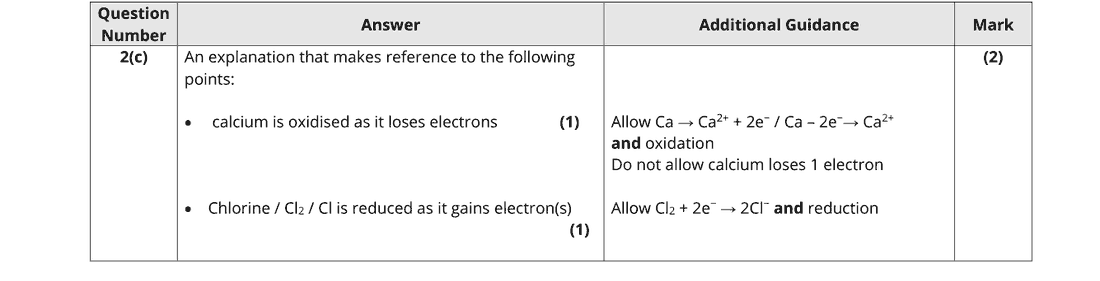 Question Number
Answer
Additional Guidance
Mark
2(c)
An explanation that makes reference to the following
points:
(2)
• calcium is oxidised as it loses electrons (1)
Allow Ca → Ca²⁺ + 2e⁻ / Ca – 2e⁻→ Ca²⁺
and oxidation
Do not allow calcium loses 1 electron
• Chlorine / Cl₂ / Cl is reduced as it gains electron(s)
(1)
Allow Cl₂ + 2e⁻ → 2Cl⁻ and reduction